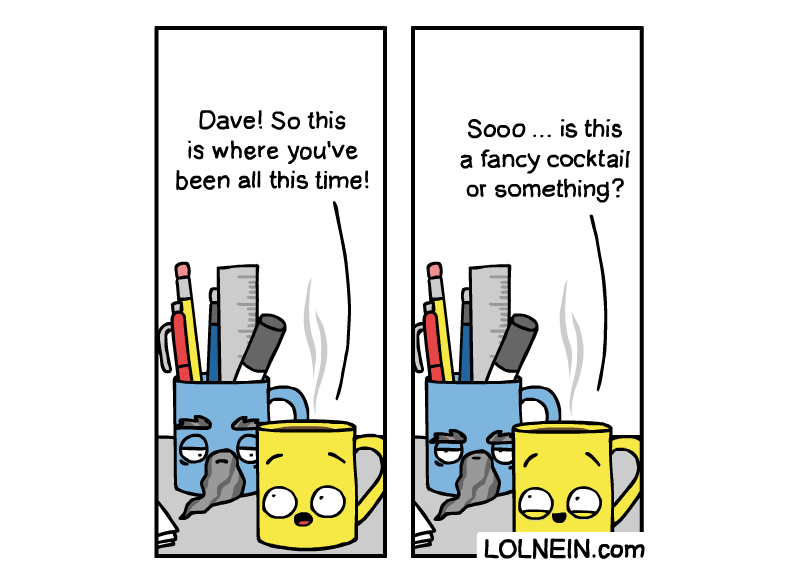 Dave! So this
is where you've
been all this time!
Sooo ... is this
a fancy cocktail
or something?
LOLNEIN.com